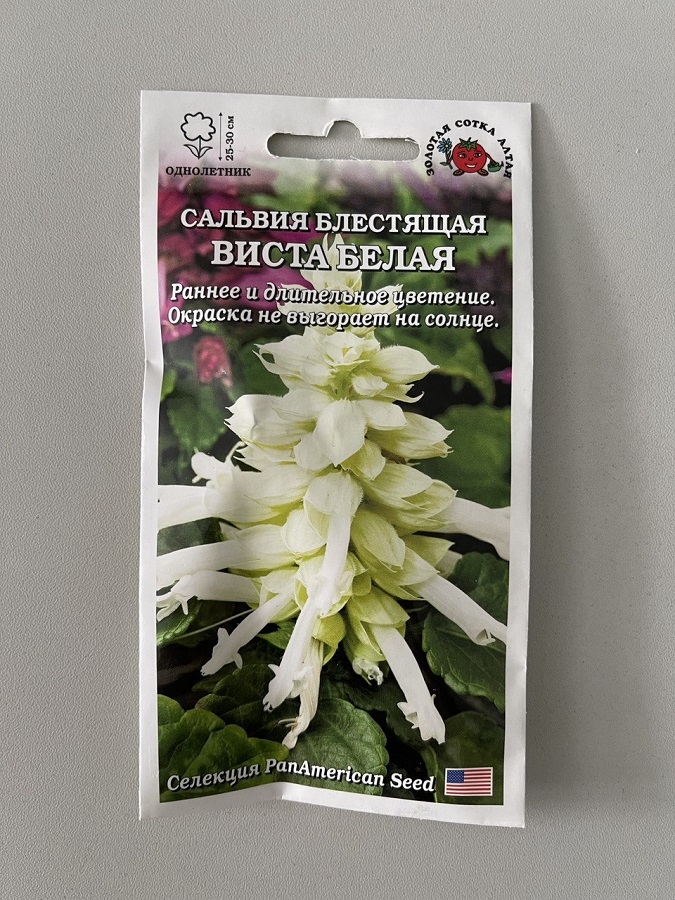 25-30 см
ОДНОЛЕТНИК
ЗОЛОТАЯ СОТКА АЛТАЯ
САЛЬВИЯ БЛЕСТЯЩАЯ
ВИСТА БЕЛАЯ
Раннее и длительное цветение.
Окраска не выгорает на солнце.
Селекция PanAmerican Seed